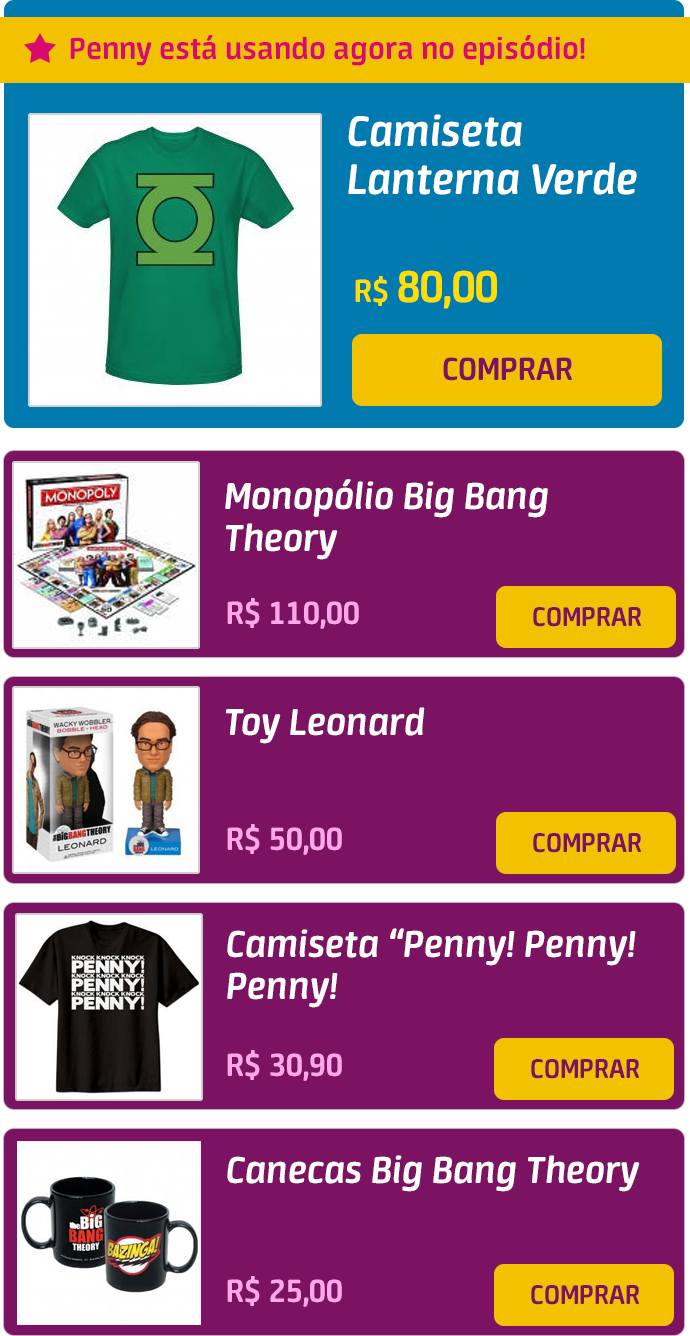 Penny está usando agora no episódio!
Camiseta
Lanterna Verde
R$ 80,00
COMPRAR
MONOPOLY
Monopólio Big Bang
Theory
R$ 110,00
COMPRAR
WACKY WOBBLER
BOBBLE-HEAD
THE BIGBANGTHEORY
LEONARD
LEONARD
Toy Leonard
R$ 50,00
COMPRAR
KNOCK KNOCK KNOCK
PENNY!
KNOCK KNOCK KNOCK
PENNY!
KNOCK KNOCK KNOCK
PENNY!
Camiseta “Penny! Penny!
Penny!
R$ 30,90
COMPRAR
the BiG
BANG
THEORY
BAZINGA!
Canecas Big Bang Theory
R$ 25,00
COMPRAR